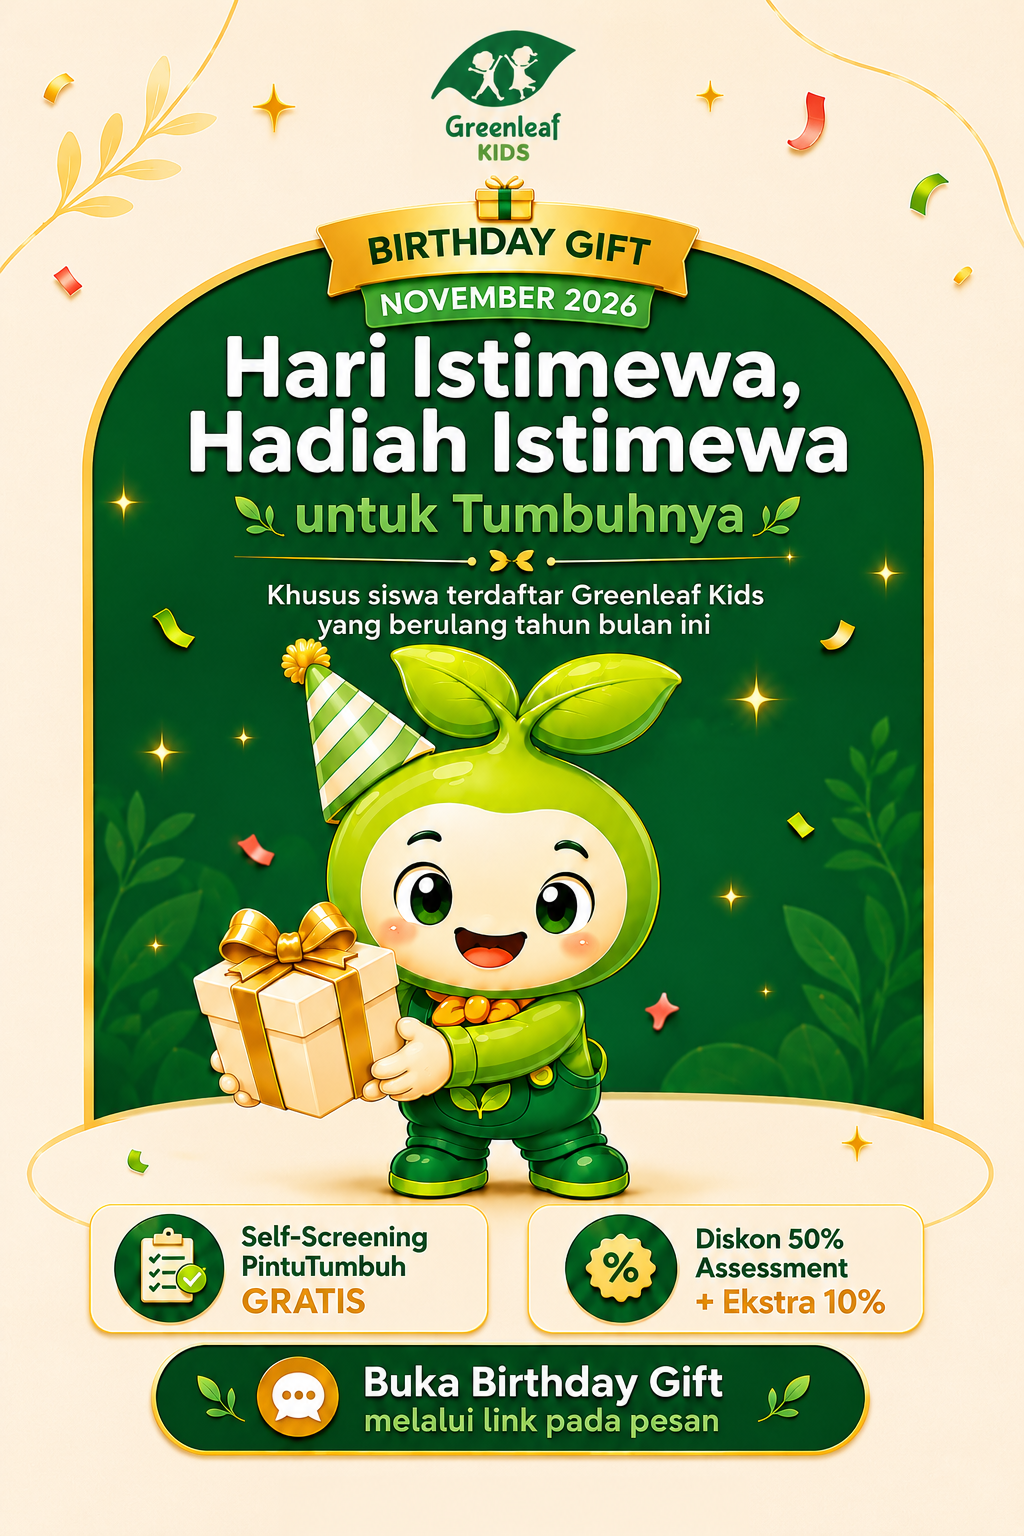 Greenleaf
KIDS
BIRTHDAY GIFT
NOVEMBER 2026
Hari Istimewa,
Hadiah Istimewa
untuk Tumbuhnya
Khusus siswa terdaftar Greenleaf Kids
yang berulang tahun bulan ini
Self-Screening
PintuTumbuh
GRATIS
%
Diskon 50%
Assessment
+ Ekstra 10%
Buka Birthday Gift
melalui link pada pesan